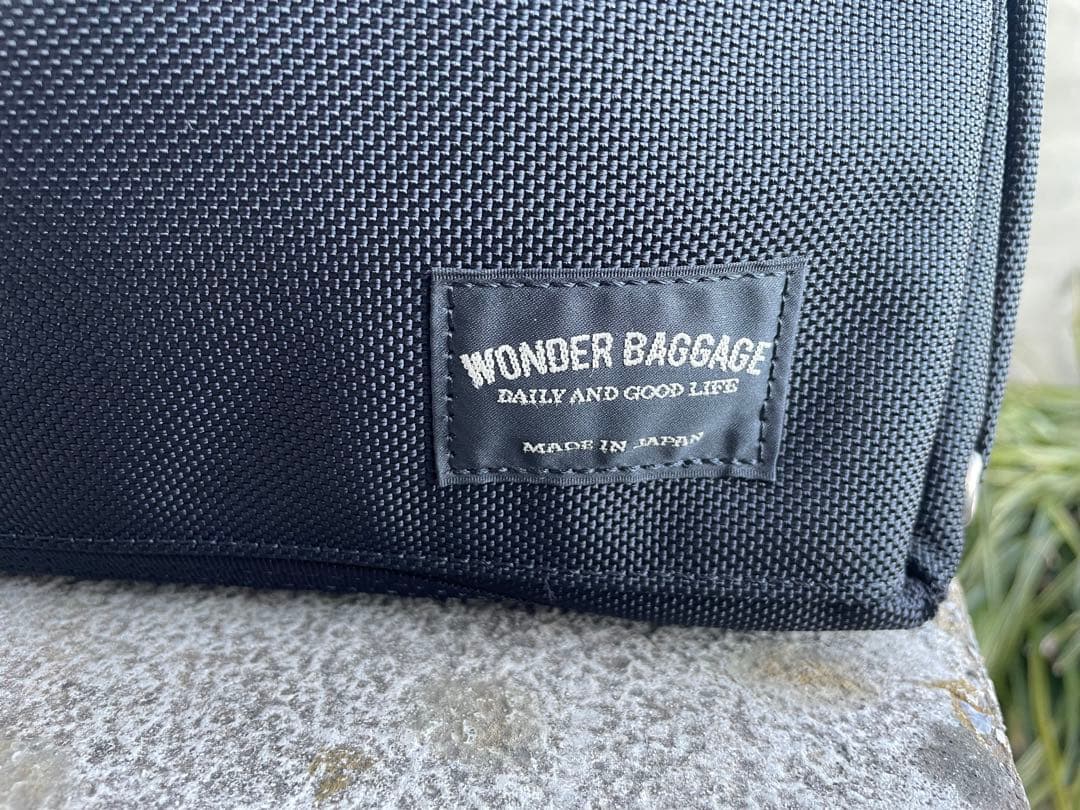 WONDER BAGGAGE
DAILY AND GOOD LIFE
MADE IN JAPAN